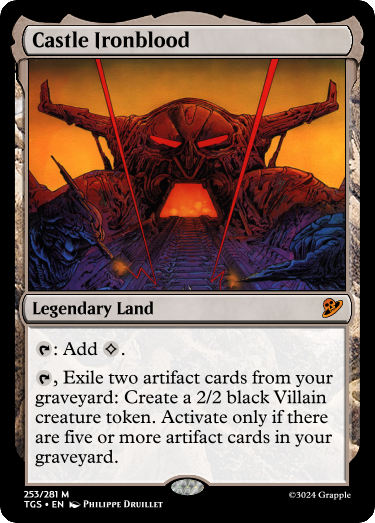 Castle Ironblood
Legendary Land
: Add .
, Exile two artifact cards from your
graveyard: Create a 2/2 black Villain
creature token. Activate only if there
are five or more artifact cards in your
graveyard.
253/281 M
TGS • EN Philippe Druillet
©3024 Grapple